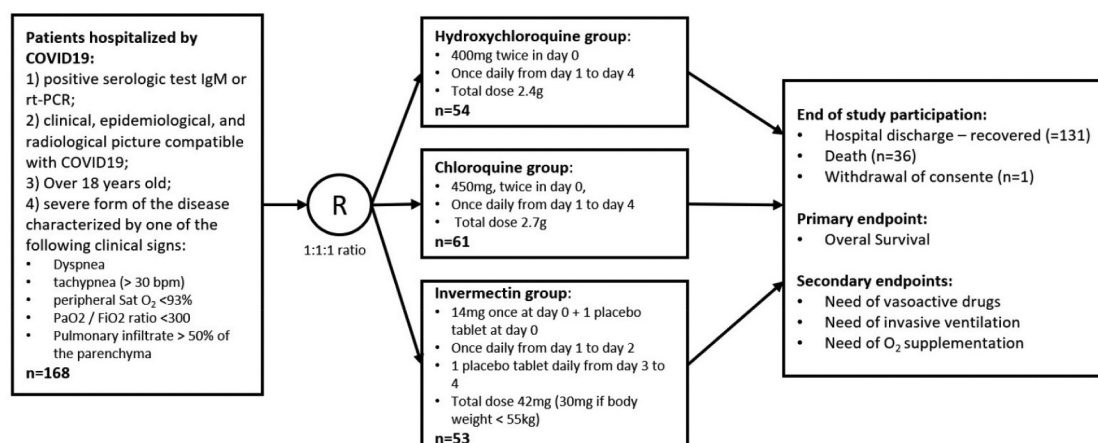 Patients hospitalized by
COVID19:
1) positive serologic test IgM or
rt-PCR;
2) clinical, epidemiological, and
radiological picture compatible
with COVID19;
3) Over 18 years old;
4) severe form of the disease
characterized by one of the
following clinical signs:
• Dyspnea
• tachypnea (> 30 bpm)
• peripheral Sat O₂ <93%
• PaO2 / FiO2 ratio <300
• Pulmonary infiltrate > 50% of
the parenchyma
n=168
R
1:1:1 ratio
Hydroxychloroquine group:
• 400mg twice in day 0
• Once daily from day 1 to day 4
• Total dose 2.4g
n=54
Chloroquine group:
• 450mg, twice in day 0,
• Once daily from day 1 to day 4
• Total dose 2.7g
n=61
Invermectin group:
• 14mg once at day 0 + 1 placebo
tablet at day 0
• Once daily from day 1 to day 2
• 1 placebo tablet daily from day 3 to
4
• Total dose 42mg (30mg if body
weight < 55kg)
n=53
End of study participation:
• Hospital discharge – recovered (=131)
• Death (n=36)
• Withdrawal of consente (n=1)
Primary endpoint:
• Overal Survival
Secondary endpoints:
• Need of vasoactive drugs
• Need of invasive ventilation
• Need of O₂ supplementation